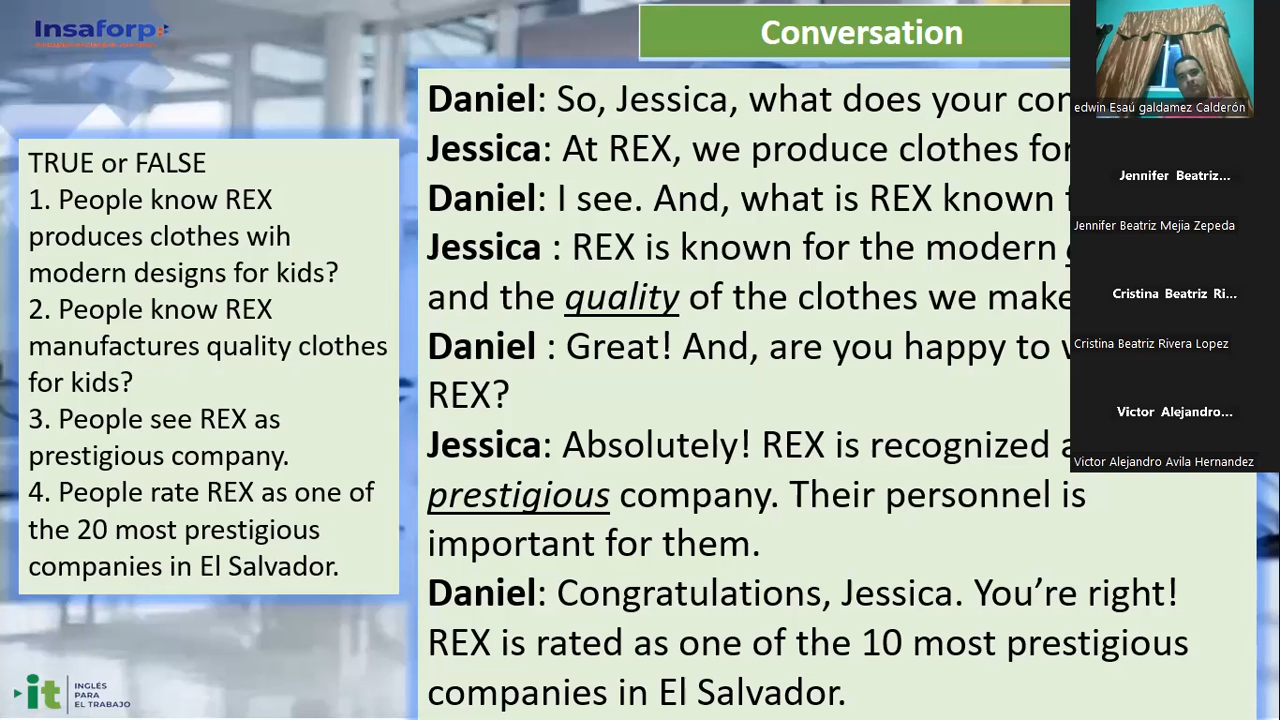 Insaforp
Conversation
TRUE or FALSE
1. People know REX
produces clothes wih
modern designs for kids?
2. People know REX
manufactures quality clothes
for kids?
3. People see REX as
prestigious company.
4. People rate REX as one of
the 20 most prestigious
companies in El Salvador.
Daniel: So, Jessica, what does your
Jessica: At REX, we produce clothes for
Daniel: I see. And, what is REX known
Jessica : REX is known for the modern
and the quality of the clothes we make
Daniel : Great! And, are you happy to
REX?
Jessica: Absolutely! REX is recognized
prestigious company. Their personnel is
important for them.
Daniel: Congratulations, Jessica. You’re right!
REX is rated as one of the 10 most prestigious
companies in El Salvador.
edwin Esaú galdamez Calderón
Jennifer Beatriz...
Jennifer Beatriz Mejia Zepeda
Cristina Beatriz Ri...
Cristina Beatriz Rivera Lopez
Victor Alejandro...
Victor Alejandro Avila Hernandez
it
INGLÉS
PARA
EL TRABAJO